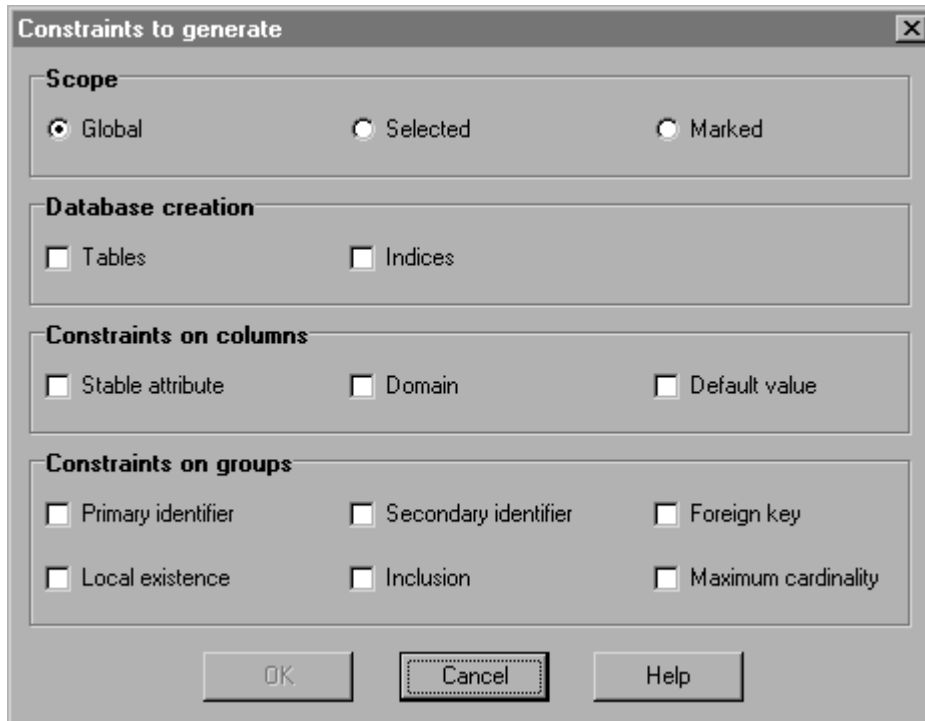 Constraints to generate
Scope
Global Selected Marked
Database creation
Tables Indices
Constraints on columns
Stable attribute Domain Default value
Constraints on groups
Primary identifier Secondary identifier Foreign key
Local existence Inclusion Maximum cardinality
OK Cancel Help